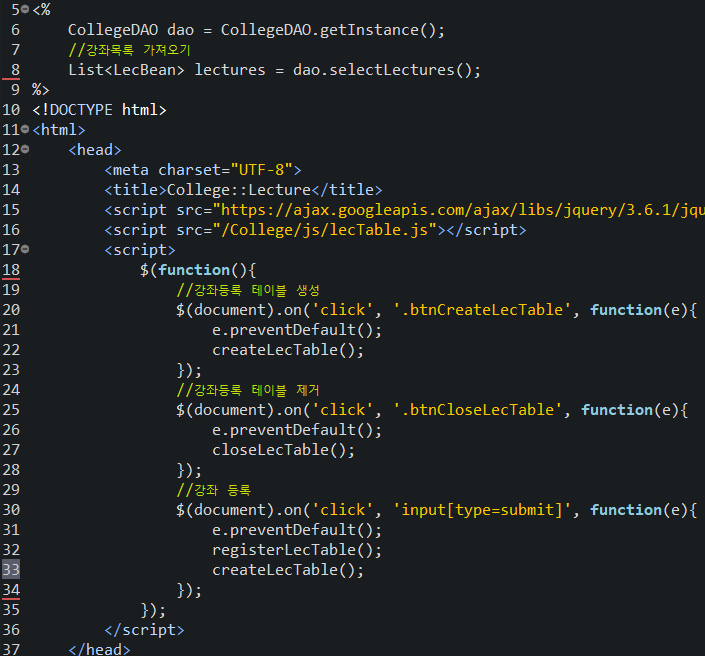 5 <%
6 CollegeDAO dao = CollegeDAO.getInstance();
7 //강좌목록 가져오기
8 List<LecBean> lectures = dao.selectLectures();
9 %>
10 <!DOCTYPE html>
11 <html>
12 <head>
13 <meta charset="UTF-8">
14 <title>College::Lecture</title>
15 <script src="https://ajax.googleapis.com/ajax/libs/jquery/3.6.1/jqu
16 <script src="/College/js/lecTable.js"></script>
17 <script>
18 $(function(){
19 //강좌등록 테이블 생성
20 $(document).on('click', '.btnCreateLecTable', function(e){
21 e.preventDefault();
22 createLecTable();
23 });
24 //강좌등록 테이블 제거
25 $(document).on('click', '.btnCloseLecTable', function(e){
26 e.preventDefault();
27 closeLecTable();
28 });
29 //강좌 등록
30 $(document).on('click', 'input[type=submit]', function(e){
31 e.preventDefault();
32 registerLecTable();
33 createLecTable();
34 });
35 });
36 </script>
37 </head>